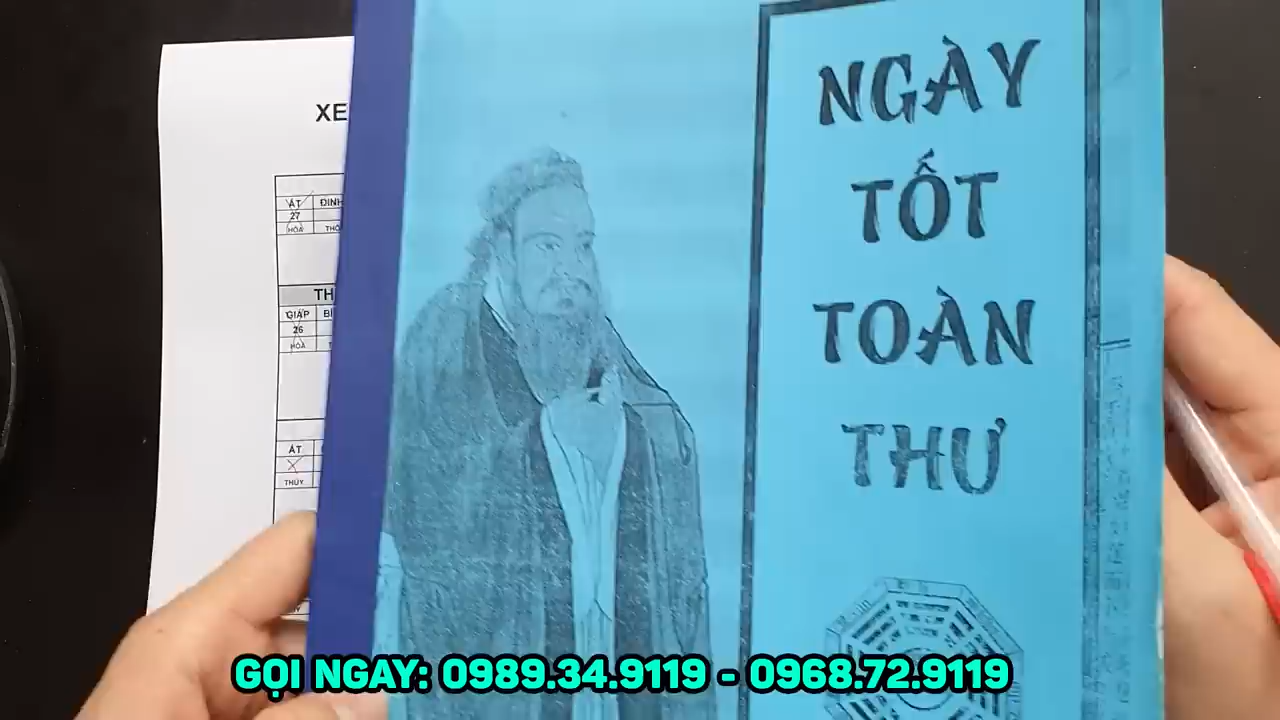 XE
NGÀY
TỐT
TOÀN
THƯ
ẤT ĐINH
27
HỎA
TH
GIÁP
26
HỎA
ẤT
THỦY
GỌI NGAY: 0989.34.9119 - 0968.72.9119